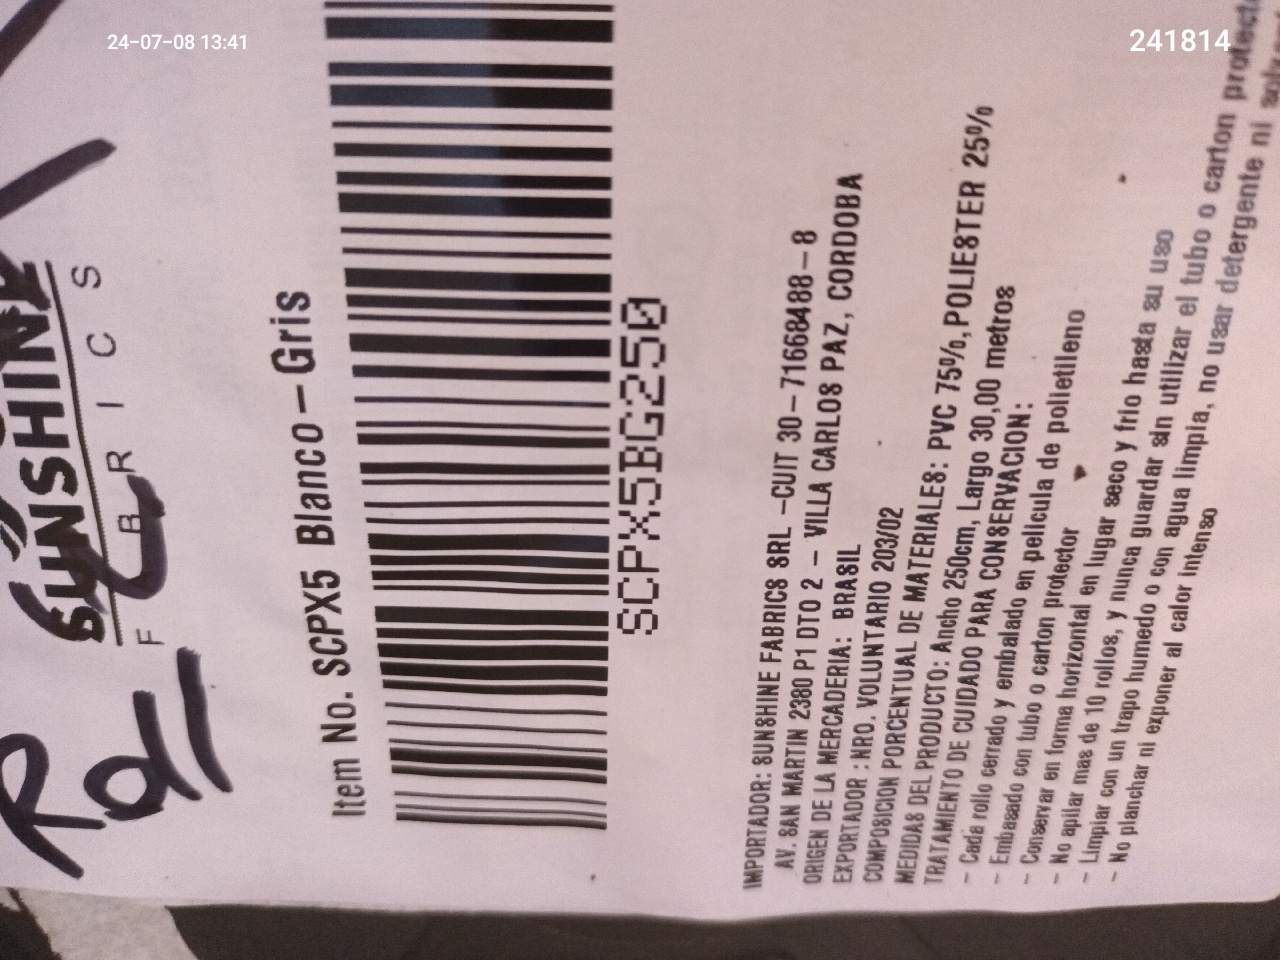 24-07-08 13:41
241814
SUNSHINE
FABRICS
Item No. SCPX5 Blanco-Gris
SCPX5BG250
IMPORTADOR: SUNSHINE FABRICS SRL -CUIT 30-71668488-8
AV. SAN MARTIN 2380 P1 DTO 2 - VILLA CARLOS PAZ, CORDOBA
ORIGEN DE LA MERCADERIA: BRASIL
EXPORTADOR : NRO. VOLUNTARIO 203/02
COMPOSICION PORCENTUAL DE MATERIALES: PVC 75%, POLIESTER 25%
MEDIDAS DEL PRODUCTO: Ancho 250cm, Largo 30,00 metros
TRATAMIENTO DE CUIDADO PARA CONSERVACION:
- Cada rollo cerrado y embalado en pelicula de polietileno
- Embasado con tubo o carton protector
- Conservar en forma horizontal en lugar seco y frio hasta su uso
- No apilar mas de 10 rollos, y nunca guardar sin utilizar el tubo o carton
- Limpiar con un trapo humedo o con agua limpia, no usar detergente ni
- No planchar ni exponer al calor intenso